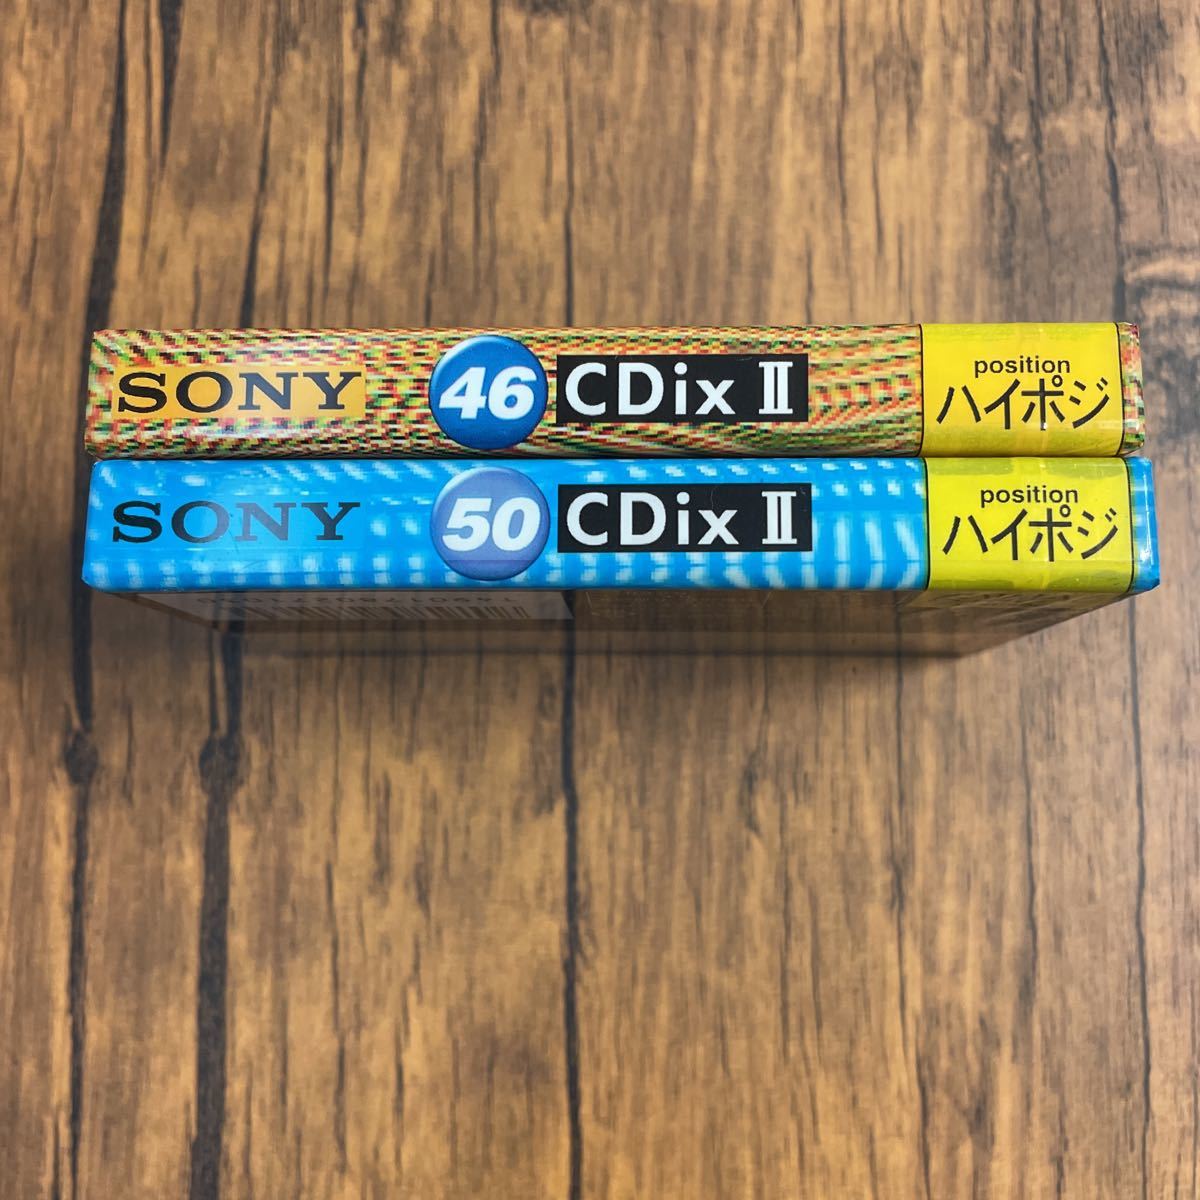 SONY 46 CDix II position
ハイポジ
SONY 50 CDix II position
ハイポジ